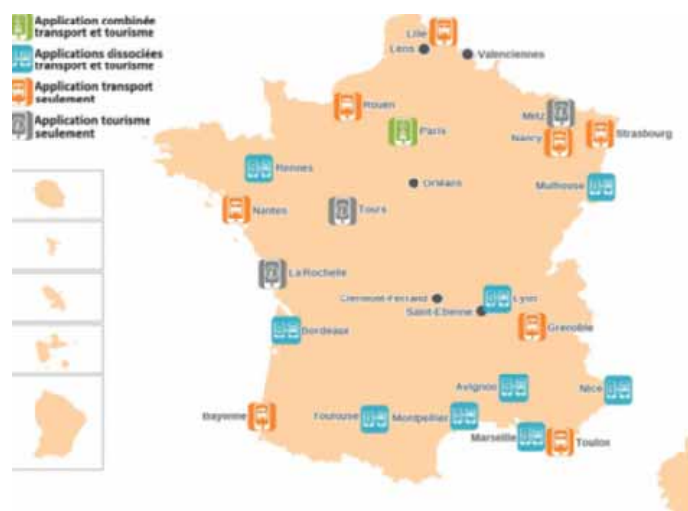 Application combinée
transport et tourisme
Applications dissociées
transport et tourisme
Application transport
seulement
Application tourisme
seulement
Lille
Lens
Valenciennes
Rouen
Paris
Metz
Nancy
Strasbourg
Rennes
Orléans
Mulhouse
Nantes
Tours
La Rochelle
Clermont-Ferrand
Lyon
Saint-Etienne
Grenoble
Bordeaux
Avignon
Nice
Bayonne
Toulouse
Montpellier
Marseille
Toulon